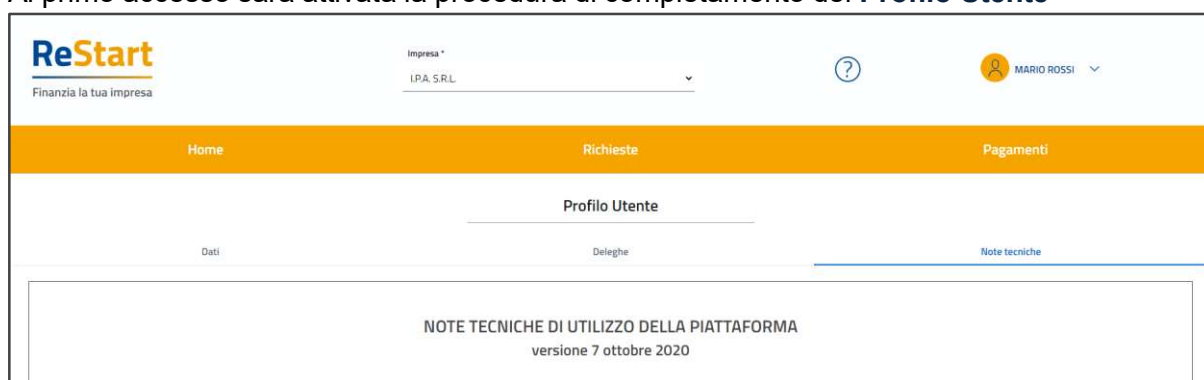 Al primo accesso sarà attivata la procedura di completamento del Profilo Utente
ReStart
Finanzia la tua impresa
Impresa *
I.P.A. S.R.L.
?
MARIO ROSSI
Home Richieste Pagamenti
Profilo Utente
Dati Deleghe Note tecniche
NOTE TECNICHE DI UTILIZZO DELLA PIATTAFORMA
versione 7 ottobre 2020